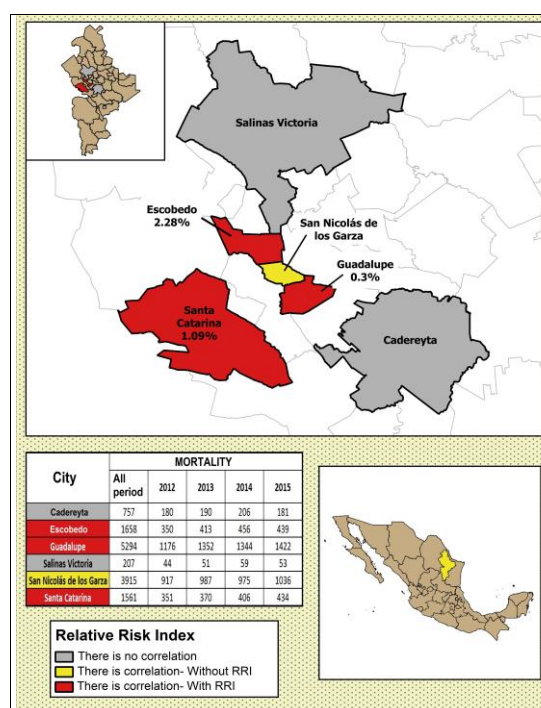 Salinas Victoria
Escobedo
2.28%
San Nicolás de
los Garza
Guadalupe
0.3%
Santa
Catarina
1.09%
Cadereyta
City
MORTALITY
All
period
2012 2013 2014 2015
Cadereyta 757 180 190 206 181
Escobedo 1658 350 413 456 439
Guadalupe 5294 1176 1352 1344 1422
Salinas Victoria 207 44 51 59 53
San Nicolás de los Garza 3915 917 987 975 1036
Santa Catarina 1561 351 370 406 434
Relative Risk Index
There is no correlation
There is correlation- Without RRI
There is correlation- With RRI